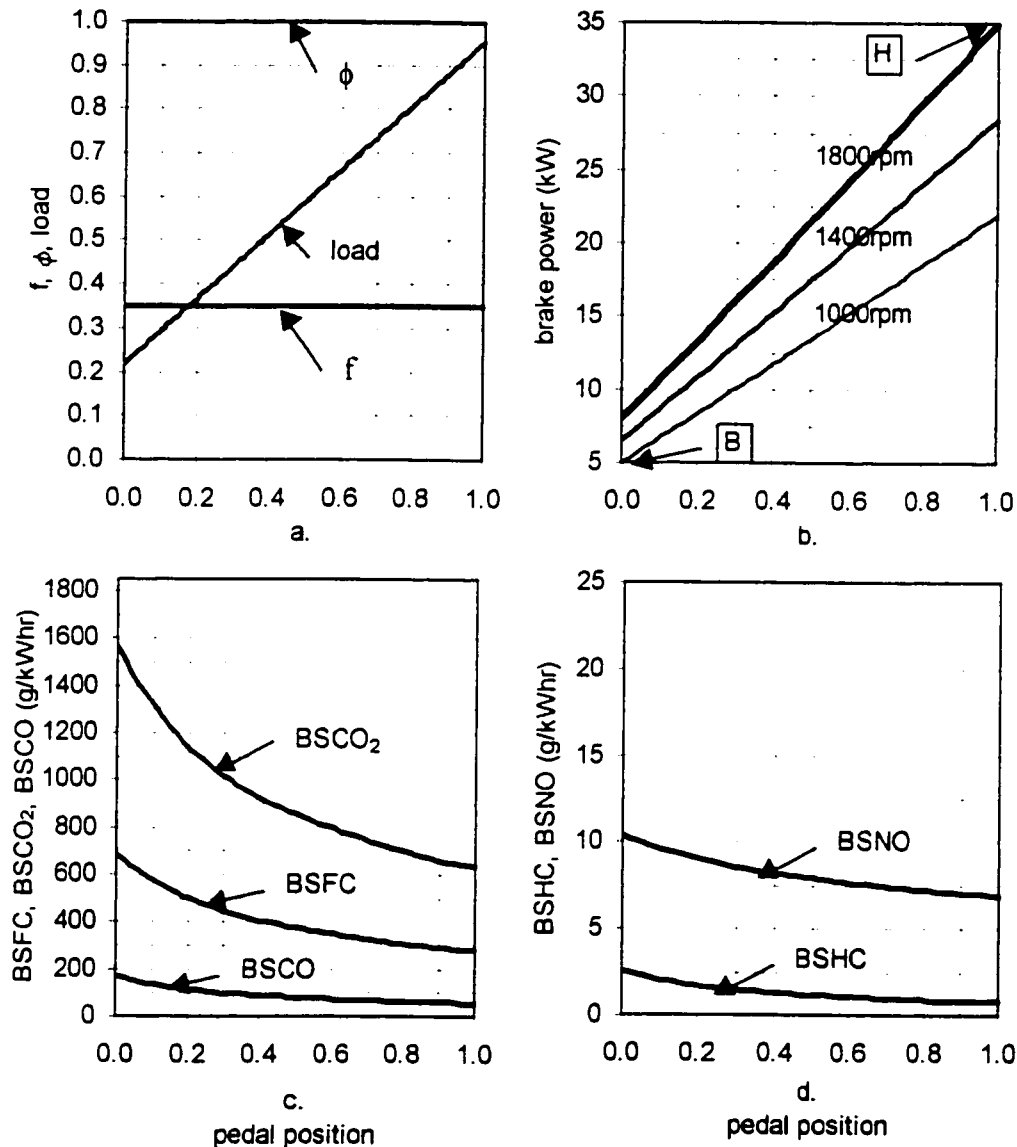 f, ϕ, load
1.0
0.9
0.8
0.7
0.6
0.5
0.4
0.3
0.2
0.1
0.0
ϕ
load
f
0.0 0.2 0.4 0.6 0.8 1.0
a.
brake power (kW)
35
30
25
20
15
10
5
H
1800rpm
1400rpm
1000rpm
B
0.0 0.2 0.4 0.6 0.8 1.0
b.
BSFC, BSCO₂, BSCO (g/kWhr)
1800
1600
1400
1200
1000
800
600
400
200
0
BSCO₂
BSFC
BSCO
0.0 0.2 0.4 0.6 0.8 1.0
c.
pedal position
BSHC, BSNO (g/kWhr)
25
20
15
10
5
0
BSNO
BSHC
0.0 0.2 0.4 0.6 0.8 1.0
d.
pedal position